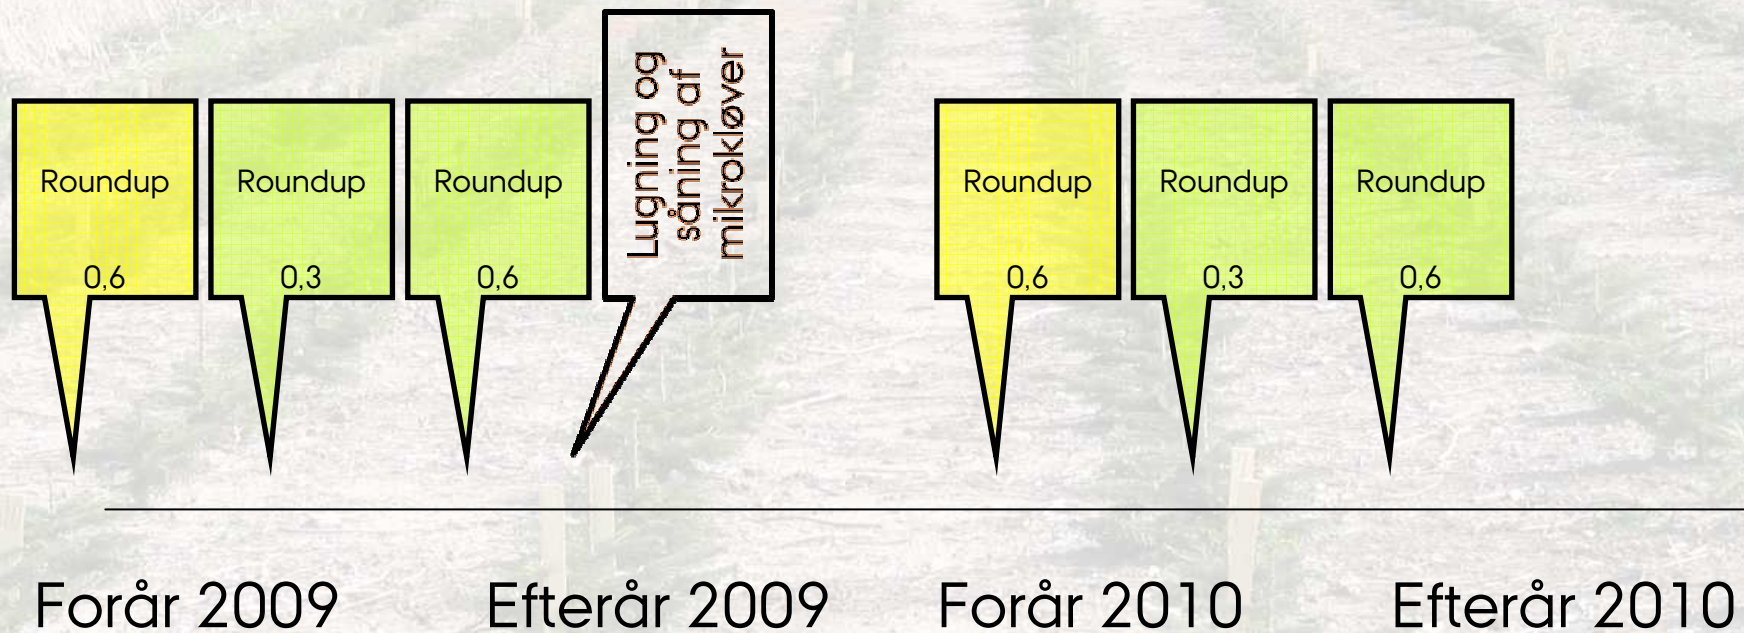 Roundup
0,6
Roundup
0,3
Roundup
0,6
Lugning og
såning af
mikrokløver
Roundup
0,6
Roundup
0,3
Roundup
0,6
Forår 2009
Efterår 2009
Forår 2010
Efterår 2010